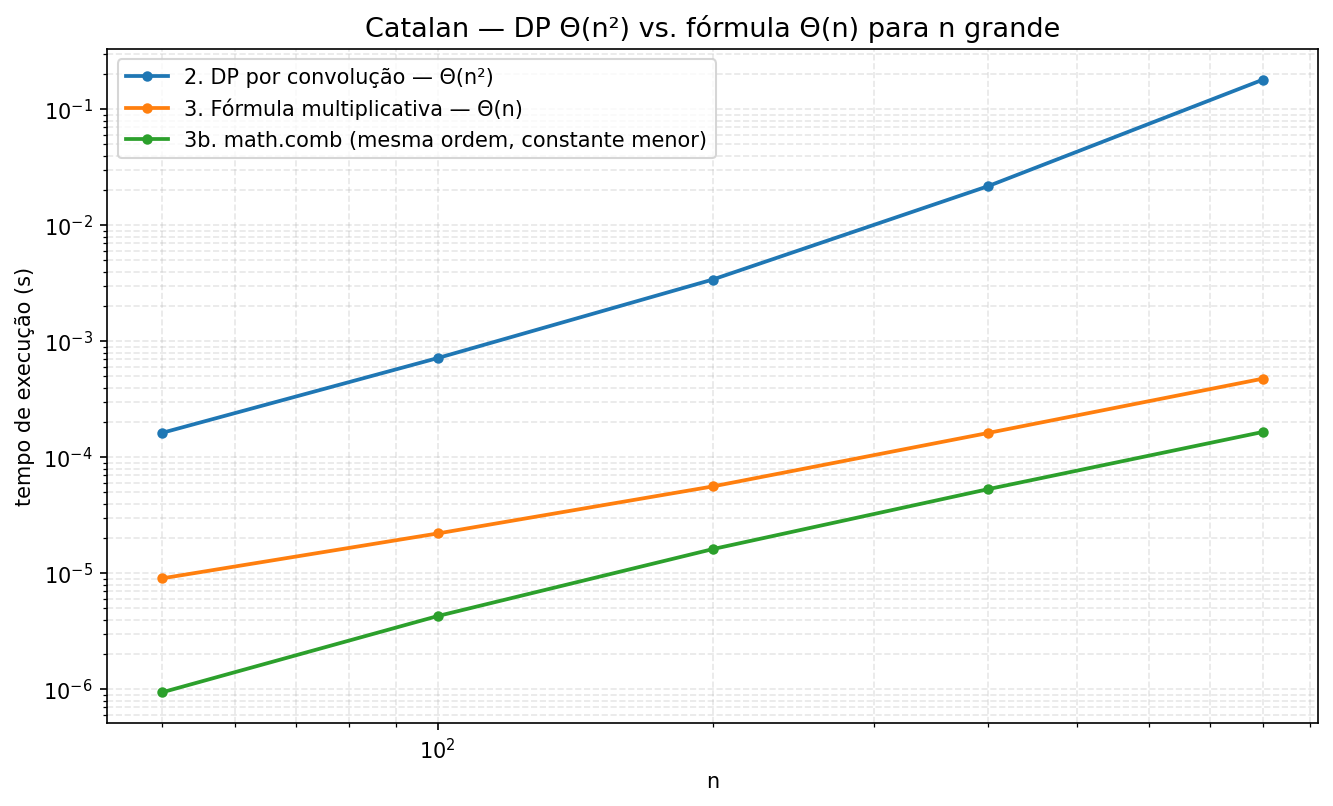 Catalan — DP Θ(n²) vs. fórmula Θ(n) para n grande
2. DP por convolução — Θ(n²)
3. Fórmula multiplicativa — Θ(n)
3b. math.comb (mesma ordem, constante menor)
10⁻¹
10⁻²
10⁻³
10⁻⁴
10⁻⁵
10⁻⁶
tempo de execução (s)
10²
n